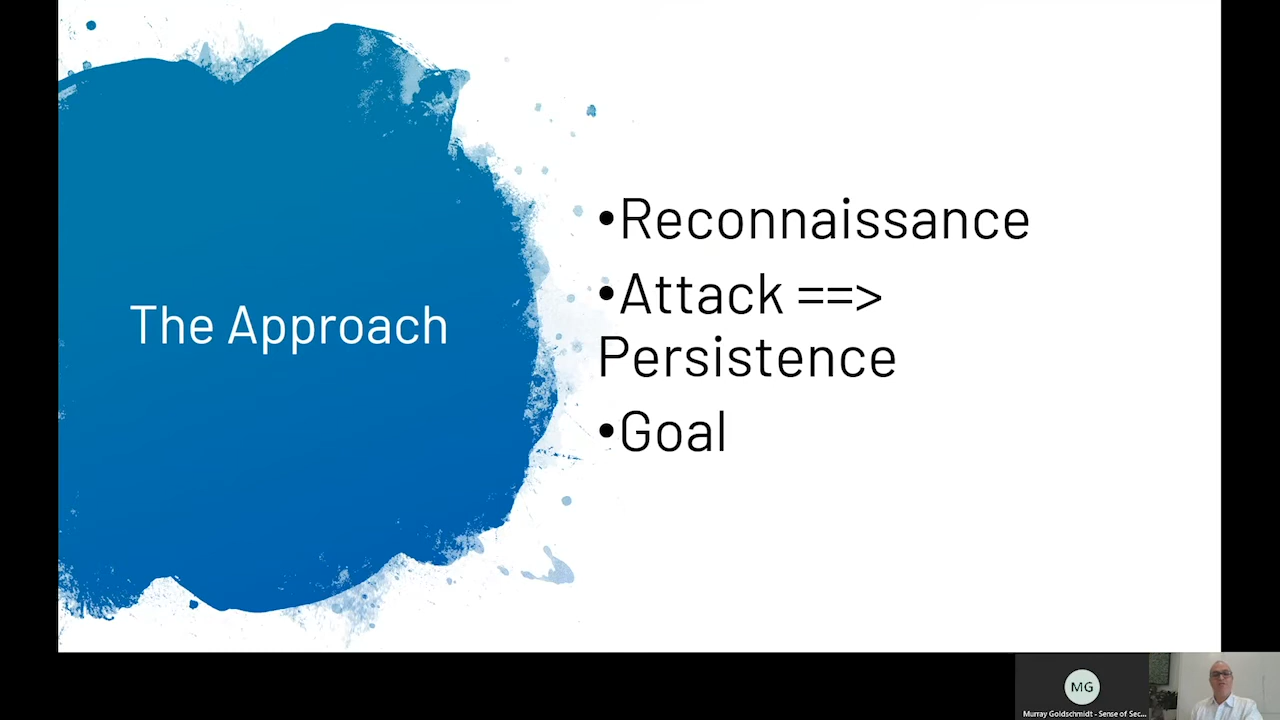 The Approach
•Reconnaissance
•Attack ==>
Persistence
•Goal
MG
Murray Goldschmidt - Sense of Sec...